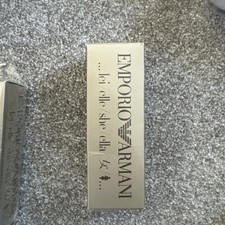 EMPORIO ARMANI
...lei elle she ella 女...